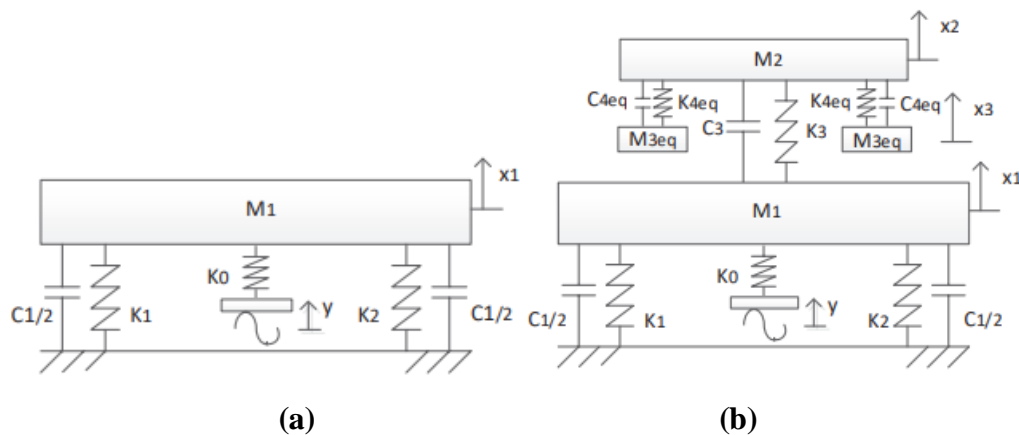 x1
M1
C1/2
K1
K0
y
K2
C1/2
(a)
x2
M2
C4eq
K4eq
M3eq
C3
K3
K4eq
C4eq
M3eq
x3
x1
M1
C1/2
K1
K0
y
K2
C1/2
(b)